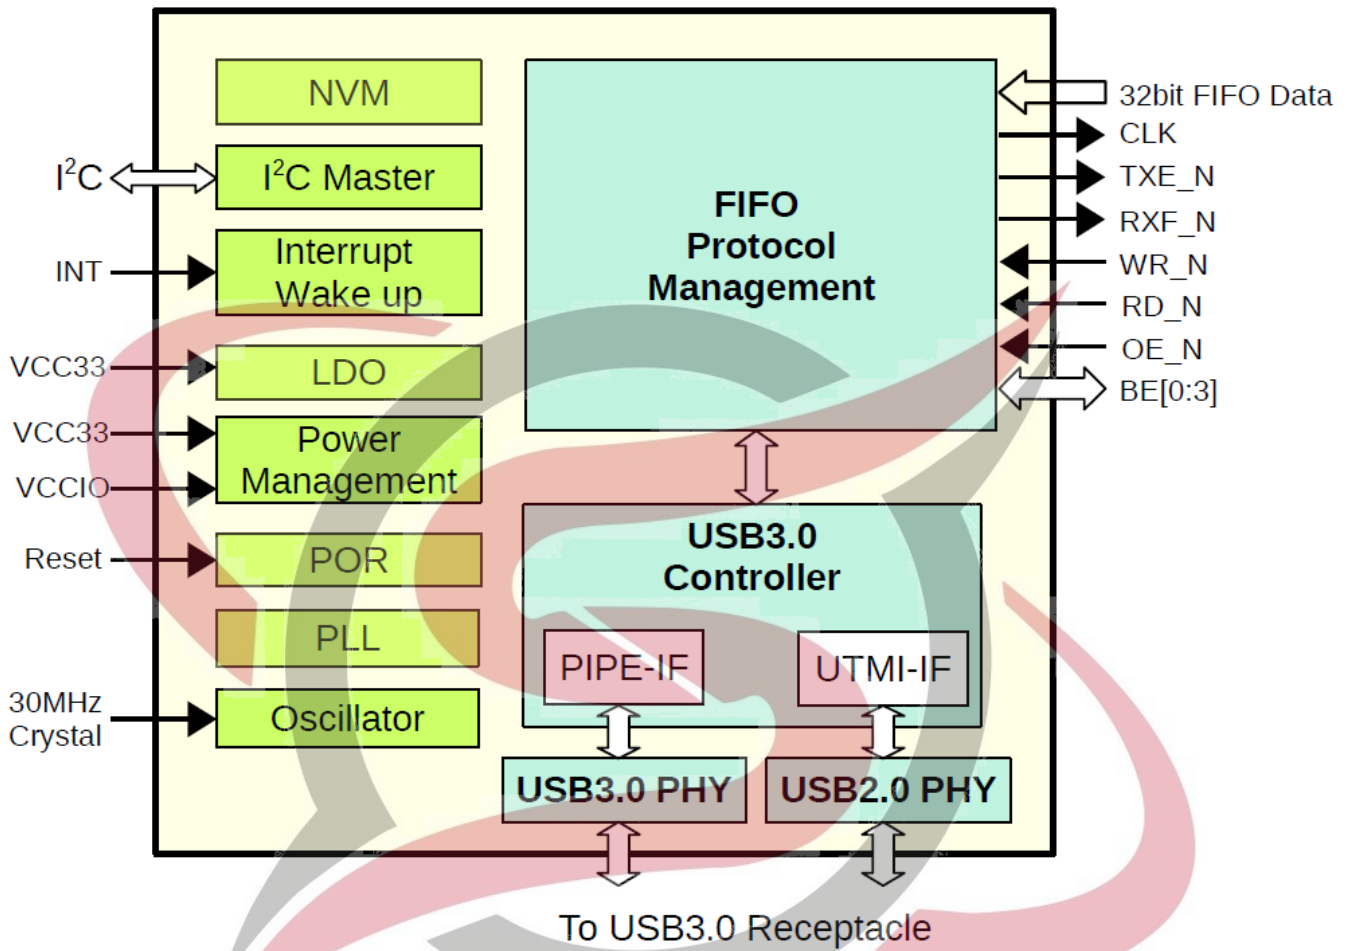 NVM
I²C
I²C Master
INT
Interrupt
Wake up
VCC33
LDO
VCC33
VCCIO
Power
Management
Reset
POR
PLL
30MHz
Crystal
Oscillator
FIFO
Protocol
Management
32bit FIFO Data
CLK
TXE_N
RXF_N
WR_N
RD_N
OE_N
BE[0:3]
USB3.0
Controller
PIPE-IF
UTMI-IF
USB3.0 PHY
USB2.0 PHY
To USB3.0 Receptacle